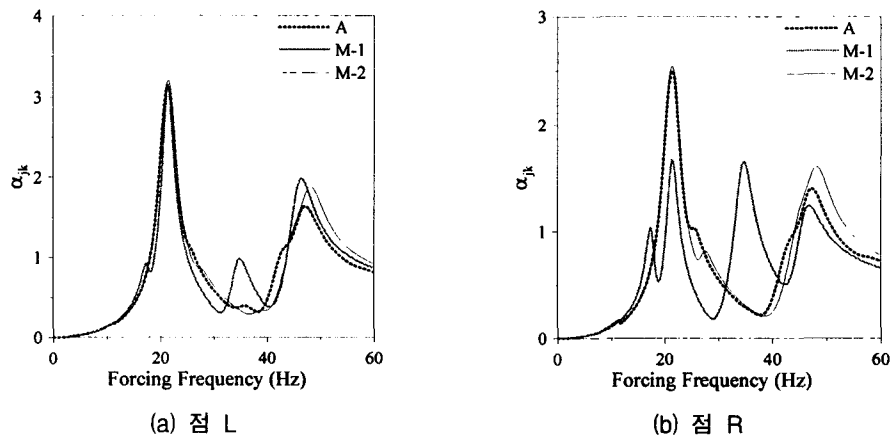 4
3
2
1
0
α_jk
A
M-1
M-2
0 20 40 60
Forcing Frequency (Hz)
(a) 점 L
3
2
1
0
α_jk
A
M-1
M-2
0 20 40 60
Forcing Frequency (Hz)
(b) 점 R